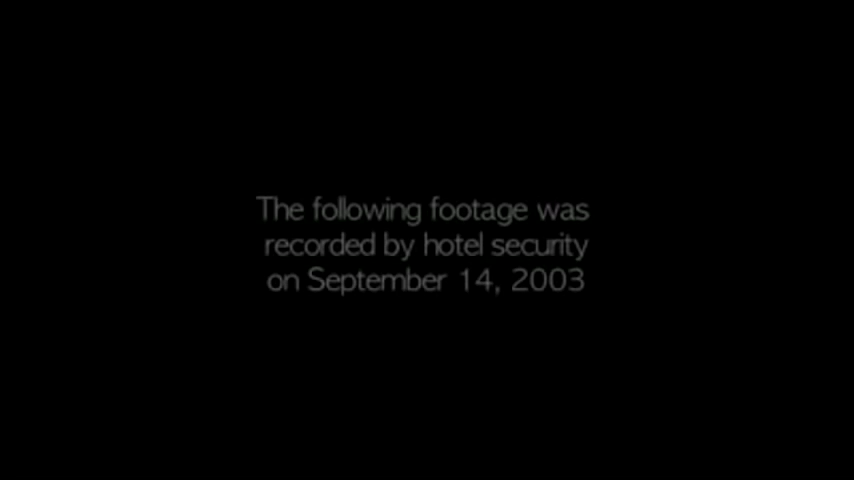 The following footage was
recorded by hotel security
on September 14, 2003